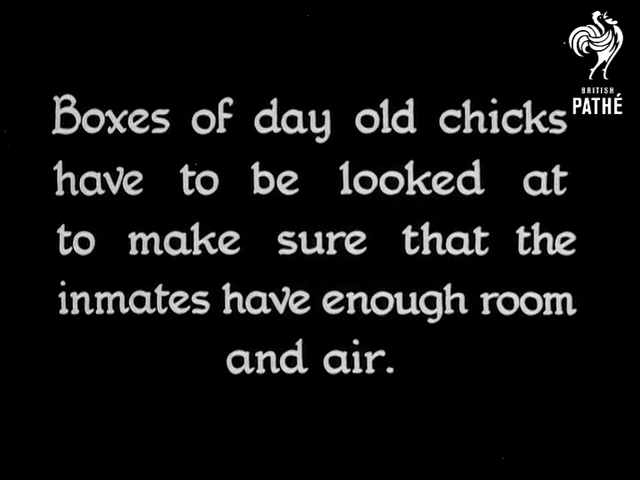 BRITISH
PATHÉ
Boxes of day old chicks
have to be looked at
to make sure that the
inmates have enough room
and air.